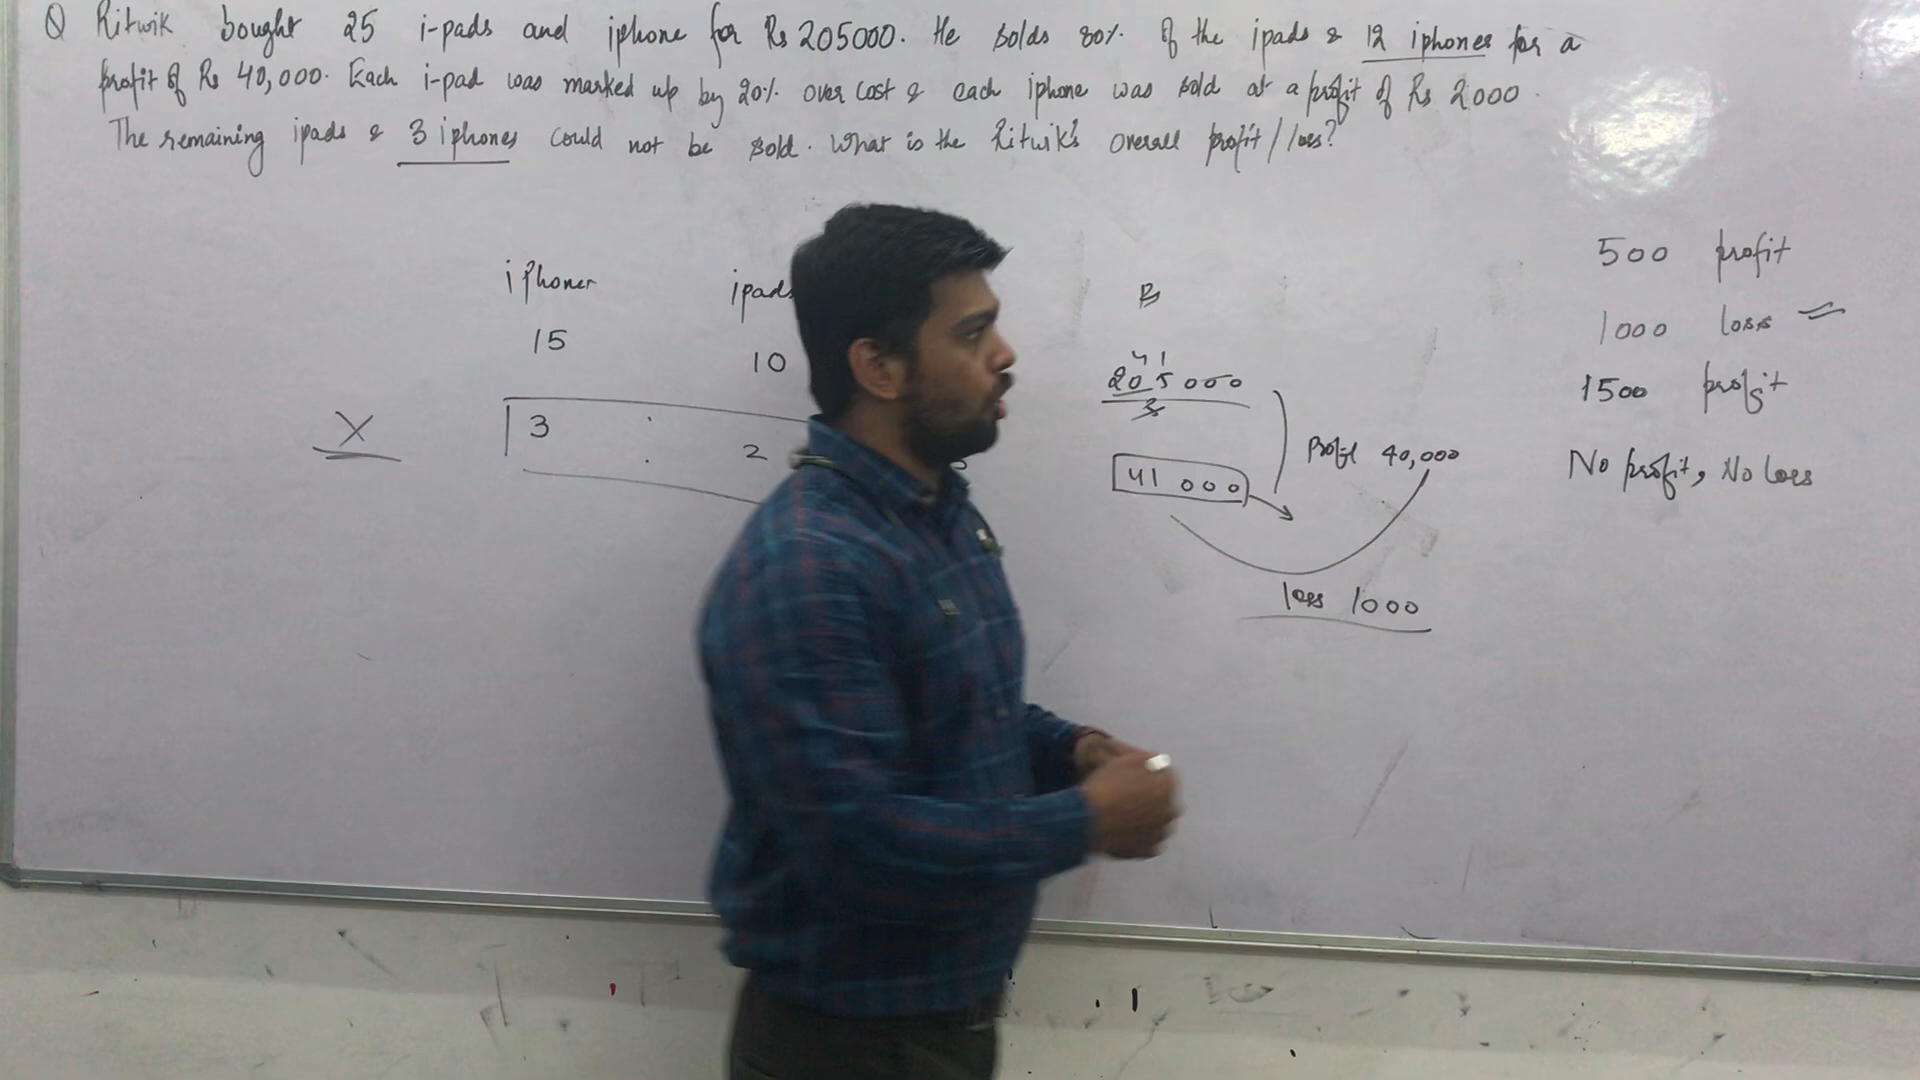 Q Ritwik bought 25 i-pads and iphone for Rs 205000. He solds 80% of the ipads & 12 iphones for a
profit of Rs 40,000. Each i-pad was marked up by 20% over cost & each iphone was sold at a profit of Rs 2000.
The remaining ipads & 3 iphones could not be sold. What is the Ritwik's overall profit/loss?
500 profit
iphones ipads Rs
1000 loss
15 10
41
205000
5
1500 profit
X
3 : 2
41 000
Profit 40,000
No profit, No loss
loss 1000